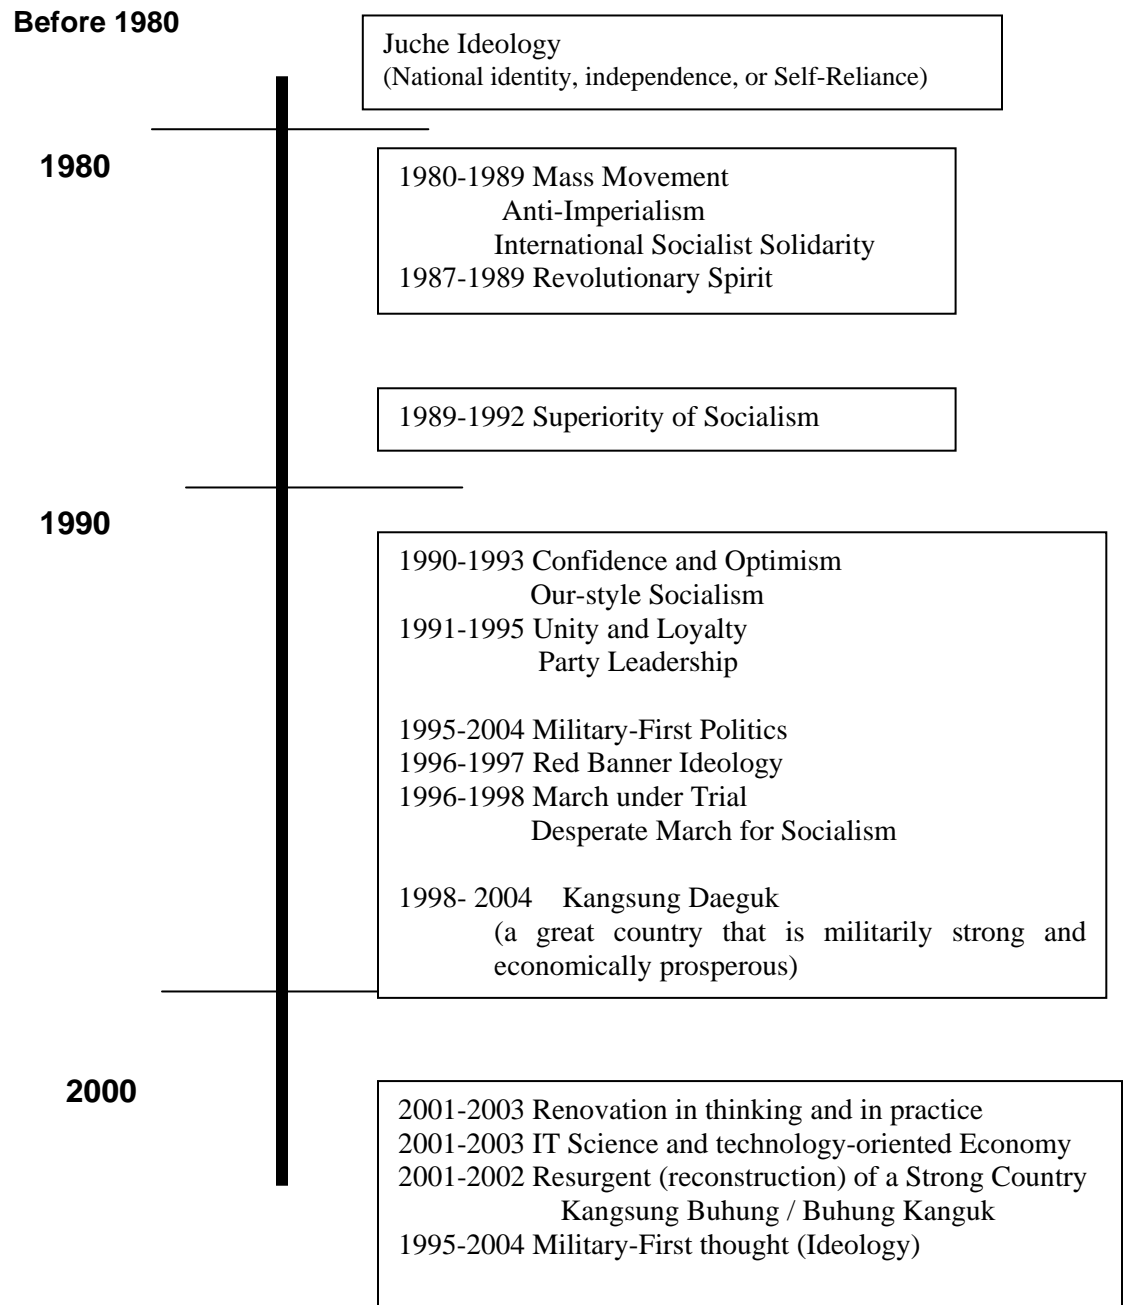 Before 1980
Juche Ideology
(National identity, independence, or Self-Reliance)
1980
1980-1989 Mass Movement
Anti-Imperialism
International Socialist Solidarity
1987-1989 Revolutionary Spirit
1989-1992 Superiority of Socialism
1990
1990-1993 Confidence and Optimism
Our-style Socialism
1991-1995 Unity and Loyalty
Party Leadership
1995-2004 Military-First Politics
1996-1997 Red Banner Ideology
1996-1998 March under Trial
Desperate March for Socialism
1998- 2004 Kangsung Daeguk
(a great country that is militarily strong and
economically prosperous)
2000
2001-2003 Renovation in thinking and in practice
2001-2003 IT Science and technology-oriented Economy
2001-2002 Resurgent (reconstruction) of a Strong Country
Kangsung Buhung / Buhung Kanguk
1995-2004 Military-First thought (Ideology)